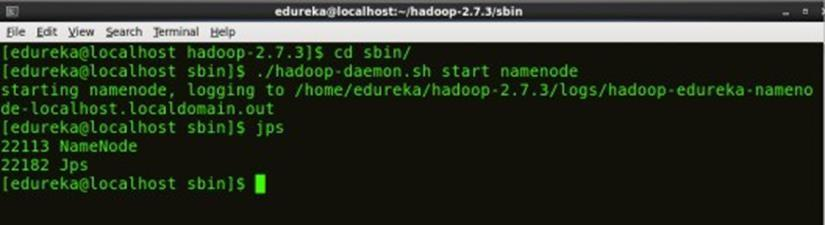 edureka@localhost:~/hadoop-2.7.3/sbin
File Edit View Search Terminal Help
[edureka@localhost hadoop-2.7.3]$ cd sbin/
[edureka@localhost sbin]$ ./hadoop-daemon.sh start namenode
starting namenode, logging to /home/edureka/hadoop-2.7.3/logs/hadoop-edureka-nameno
de-localhost.localdomain.out
[edureka@localhost sbin]$ jps
22113 NameNode
22182 Jps
[edureka@localhost sbin]$